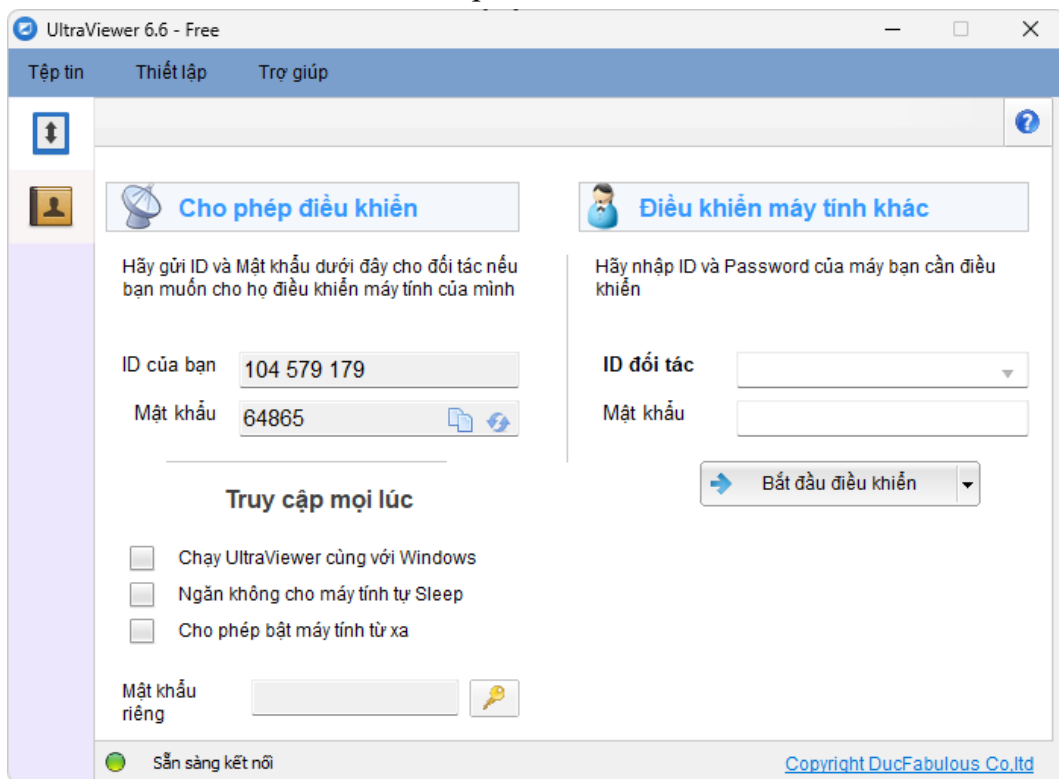 UltraViewer 6.6 - Free
Tệp tin Thiết lập Trợ giúp
Cho phép điều khiển
Hãy gửi ID và Mật khẩu dưới đây cho đối tác nếu
bạn muốn cho họ điều khiển máy tính của mình
ID của bạn 104 579 179
Mật khẩu 64865
Truy cập mọi lúc
Chạy UltraViewer cùng với Windows
Ngăn không cho máy tính tự Sleep
Cho phép bật máy tính từ xa
Mật khẩu
riêng
Điều khiển máy tính khác
Hãy nhập ID và Password của máy bạn cần điều
khiển
ID đối tác
Mật khẩu
Bắt đầu điều khiển
Sẵn sàng kết nối
Copyright DucFabulous Co,ltd